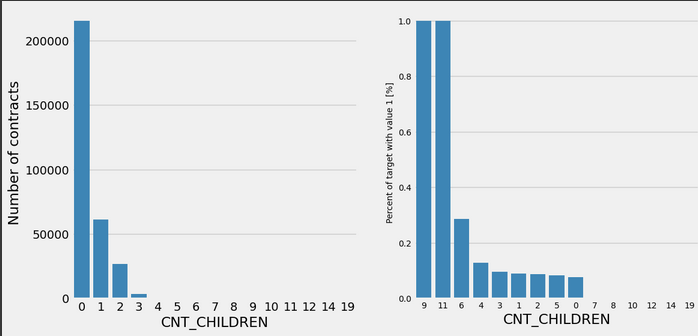 200000
150000
100000
50000
0
Number of contracts
0 1 2 3 4 5 6 7 8 9 10 11 12 14 19
CNT_CHILDREN
1.0
0.8
0.6
0.4
0.2
0.0
Percent of target with value 1 [%]
9 11 6 4 3 1 2 5 0 7 8 10 12 14 19
CNT_CHILDREN